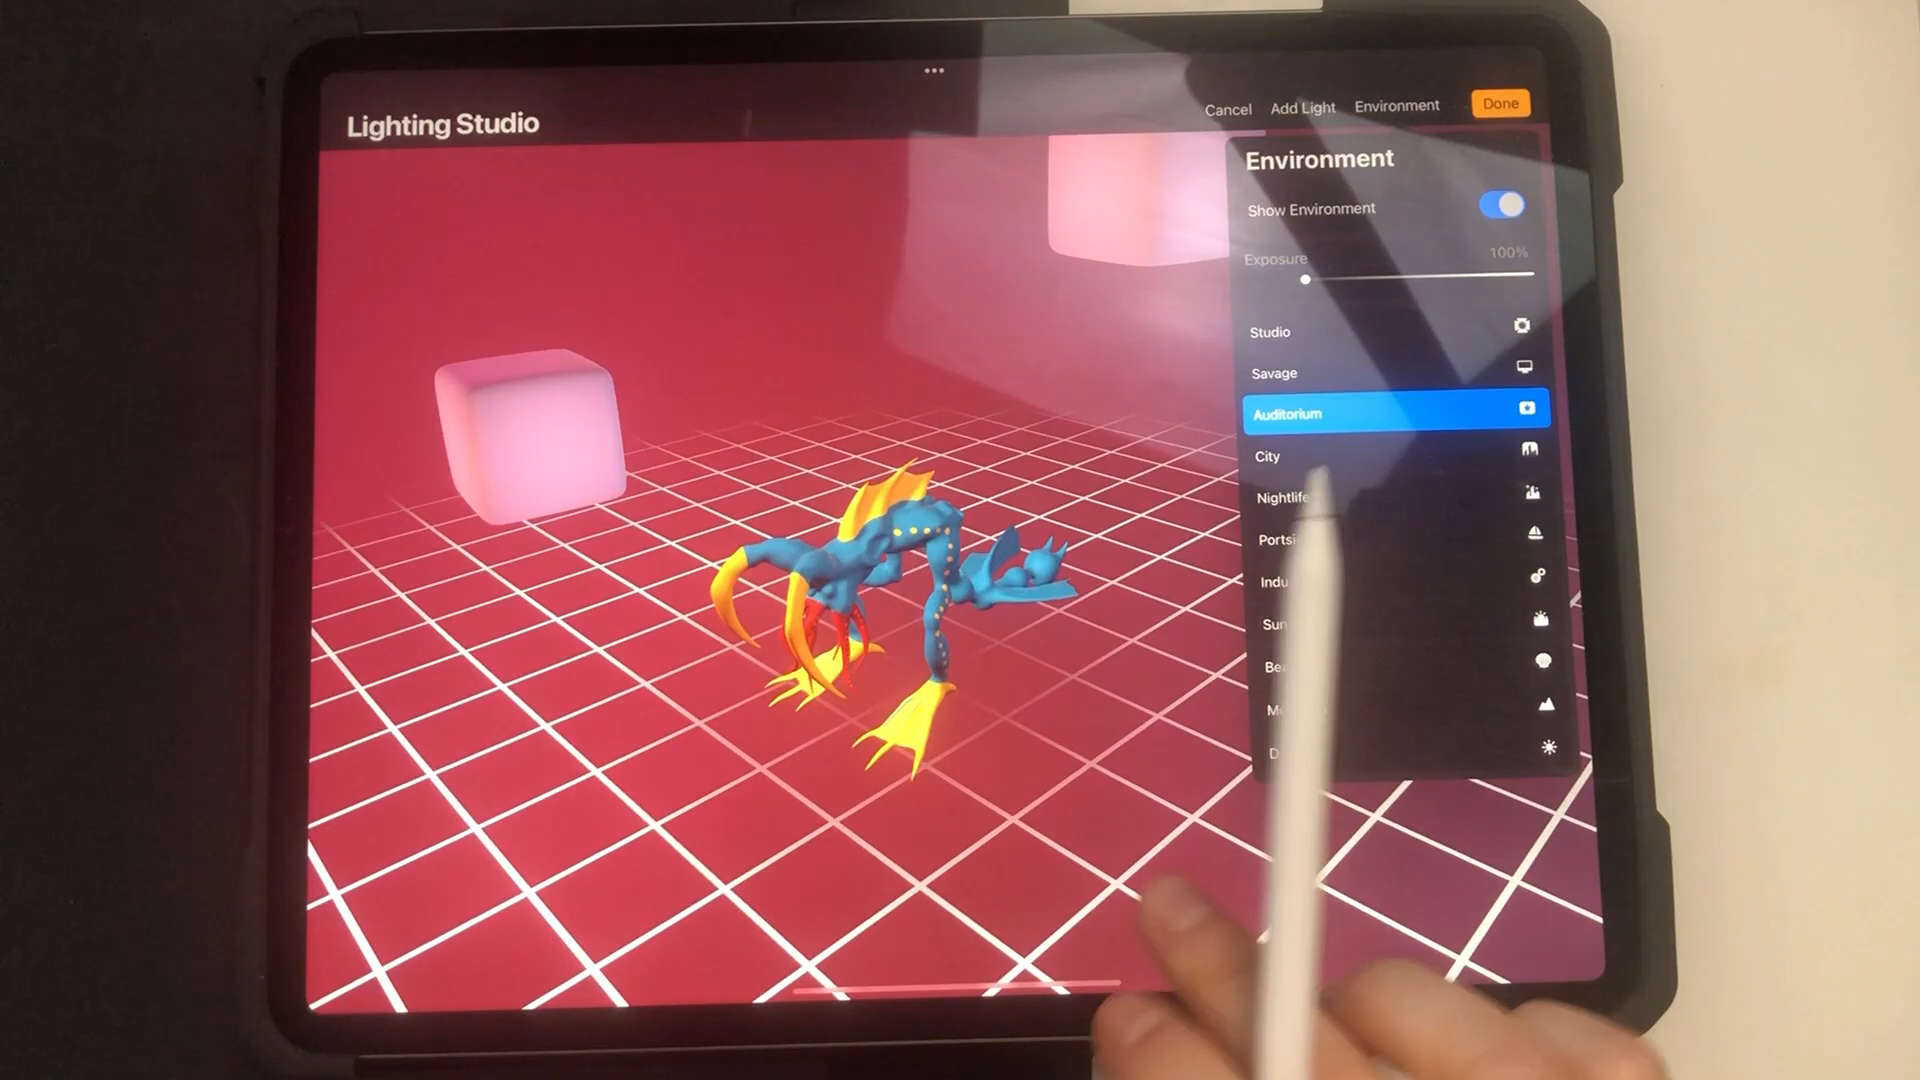 Lighting Studio
Cancel Add Light Environment Done
Environment
Show Environment
Exposure 100%
Studio
Savage
Auditorium
City
Nightlife